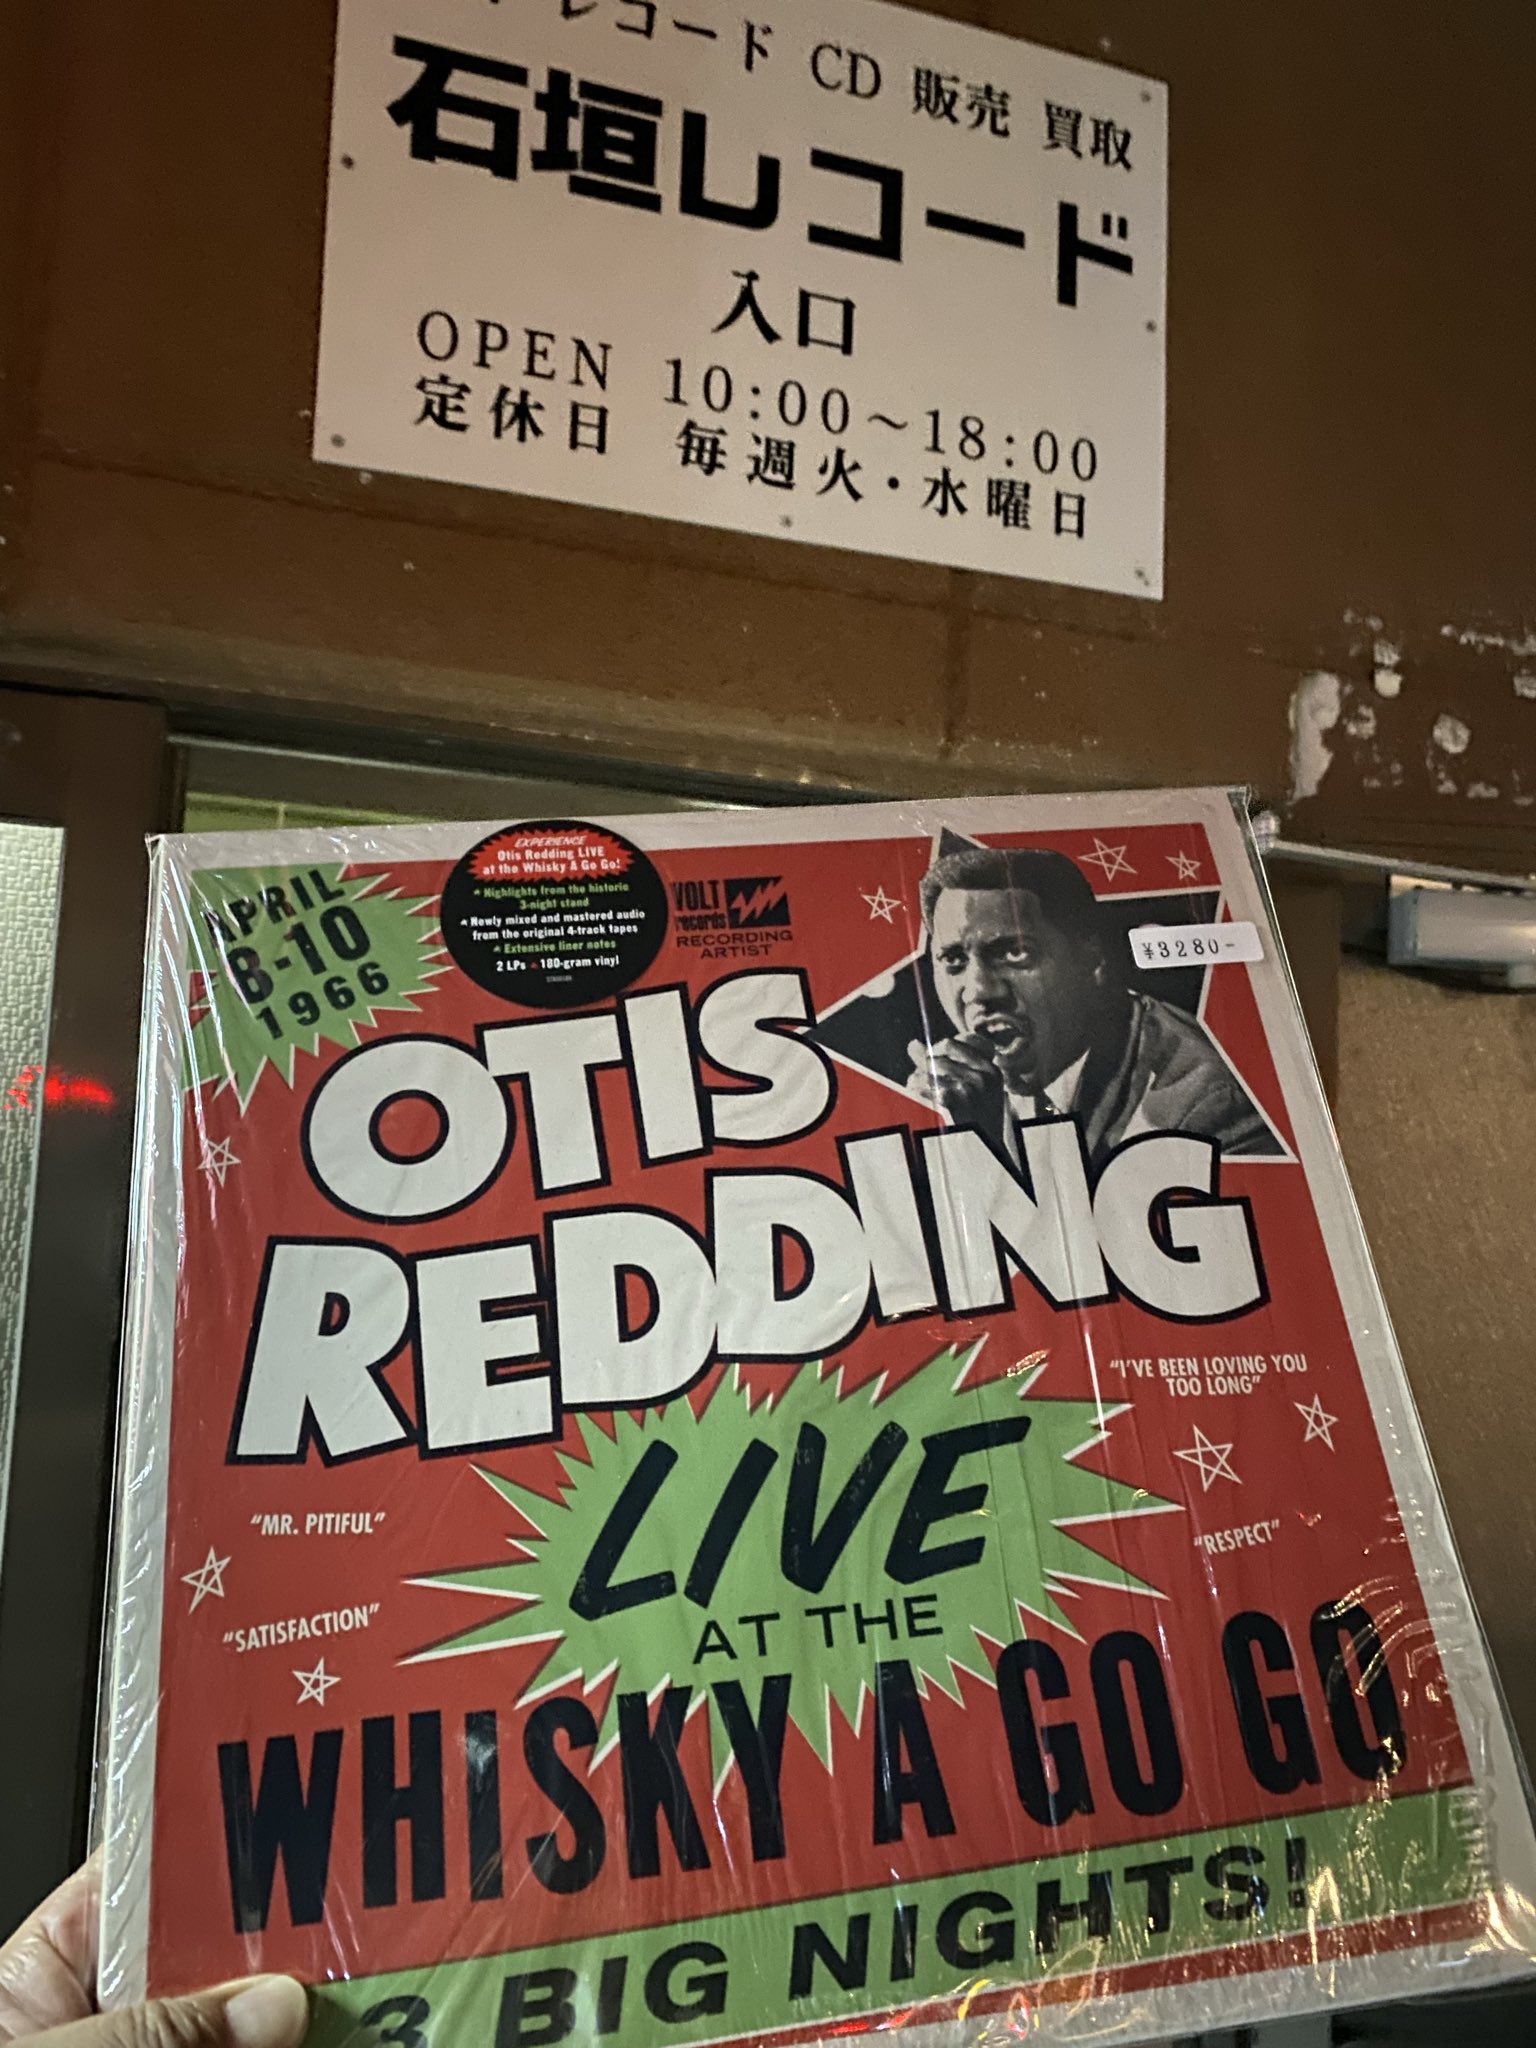 レコード CD 販売 買取
石垣レコード
入口
OPEN 10:00～18:00
定休日 毎週火・水曜日
APRIL
8-10
1966
EXPERIENCE
Otis Redding LIVE
at the Whisky A Go Go!
★ Highlights from the historic
3-night stand
★ Newly mixed and mastered audio
from the original 4-track tapes
★ Extensive liner notes
2 LPs ★ 180-gram vinyl
VOLT
records
RECORDING
ARTIST
¥3280-
OTIS
REDDING
"I'VE BEEN LOVING YOU
TOO LONG"
LIVE
"MR. PITIFUL"
"RESPECT"
"SATISFACTION"
AT THE
WHISKY A GO GO
3 BIG NIGHTS!